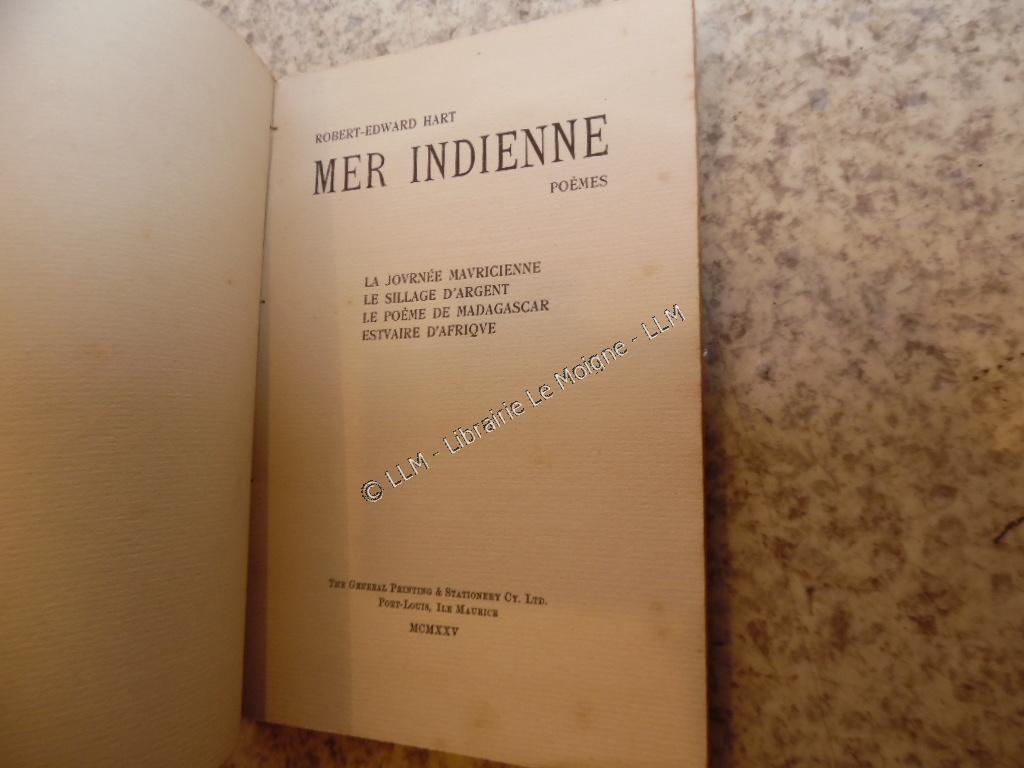 ROBERT-EDWARD HART
MER INDIENNE
POÈMES
LA JOVRNÉE MAVRICIENNE
LE SILLAGE D'ARGENT
LE POÈME DE MADAGASCAR
ESTVAIRE D'AFRIQVE
© LLM - Librairie Le Moigne - LLM
THE GENERAL PRINTING & STATIONERY CY. LTD.
PORT-LOUIS, ILE MAURICE
MCMXXV